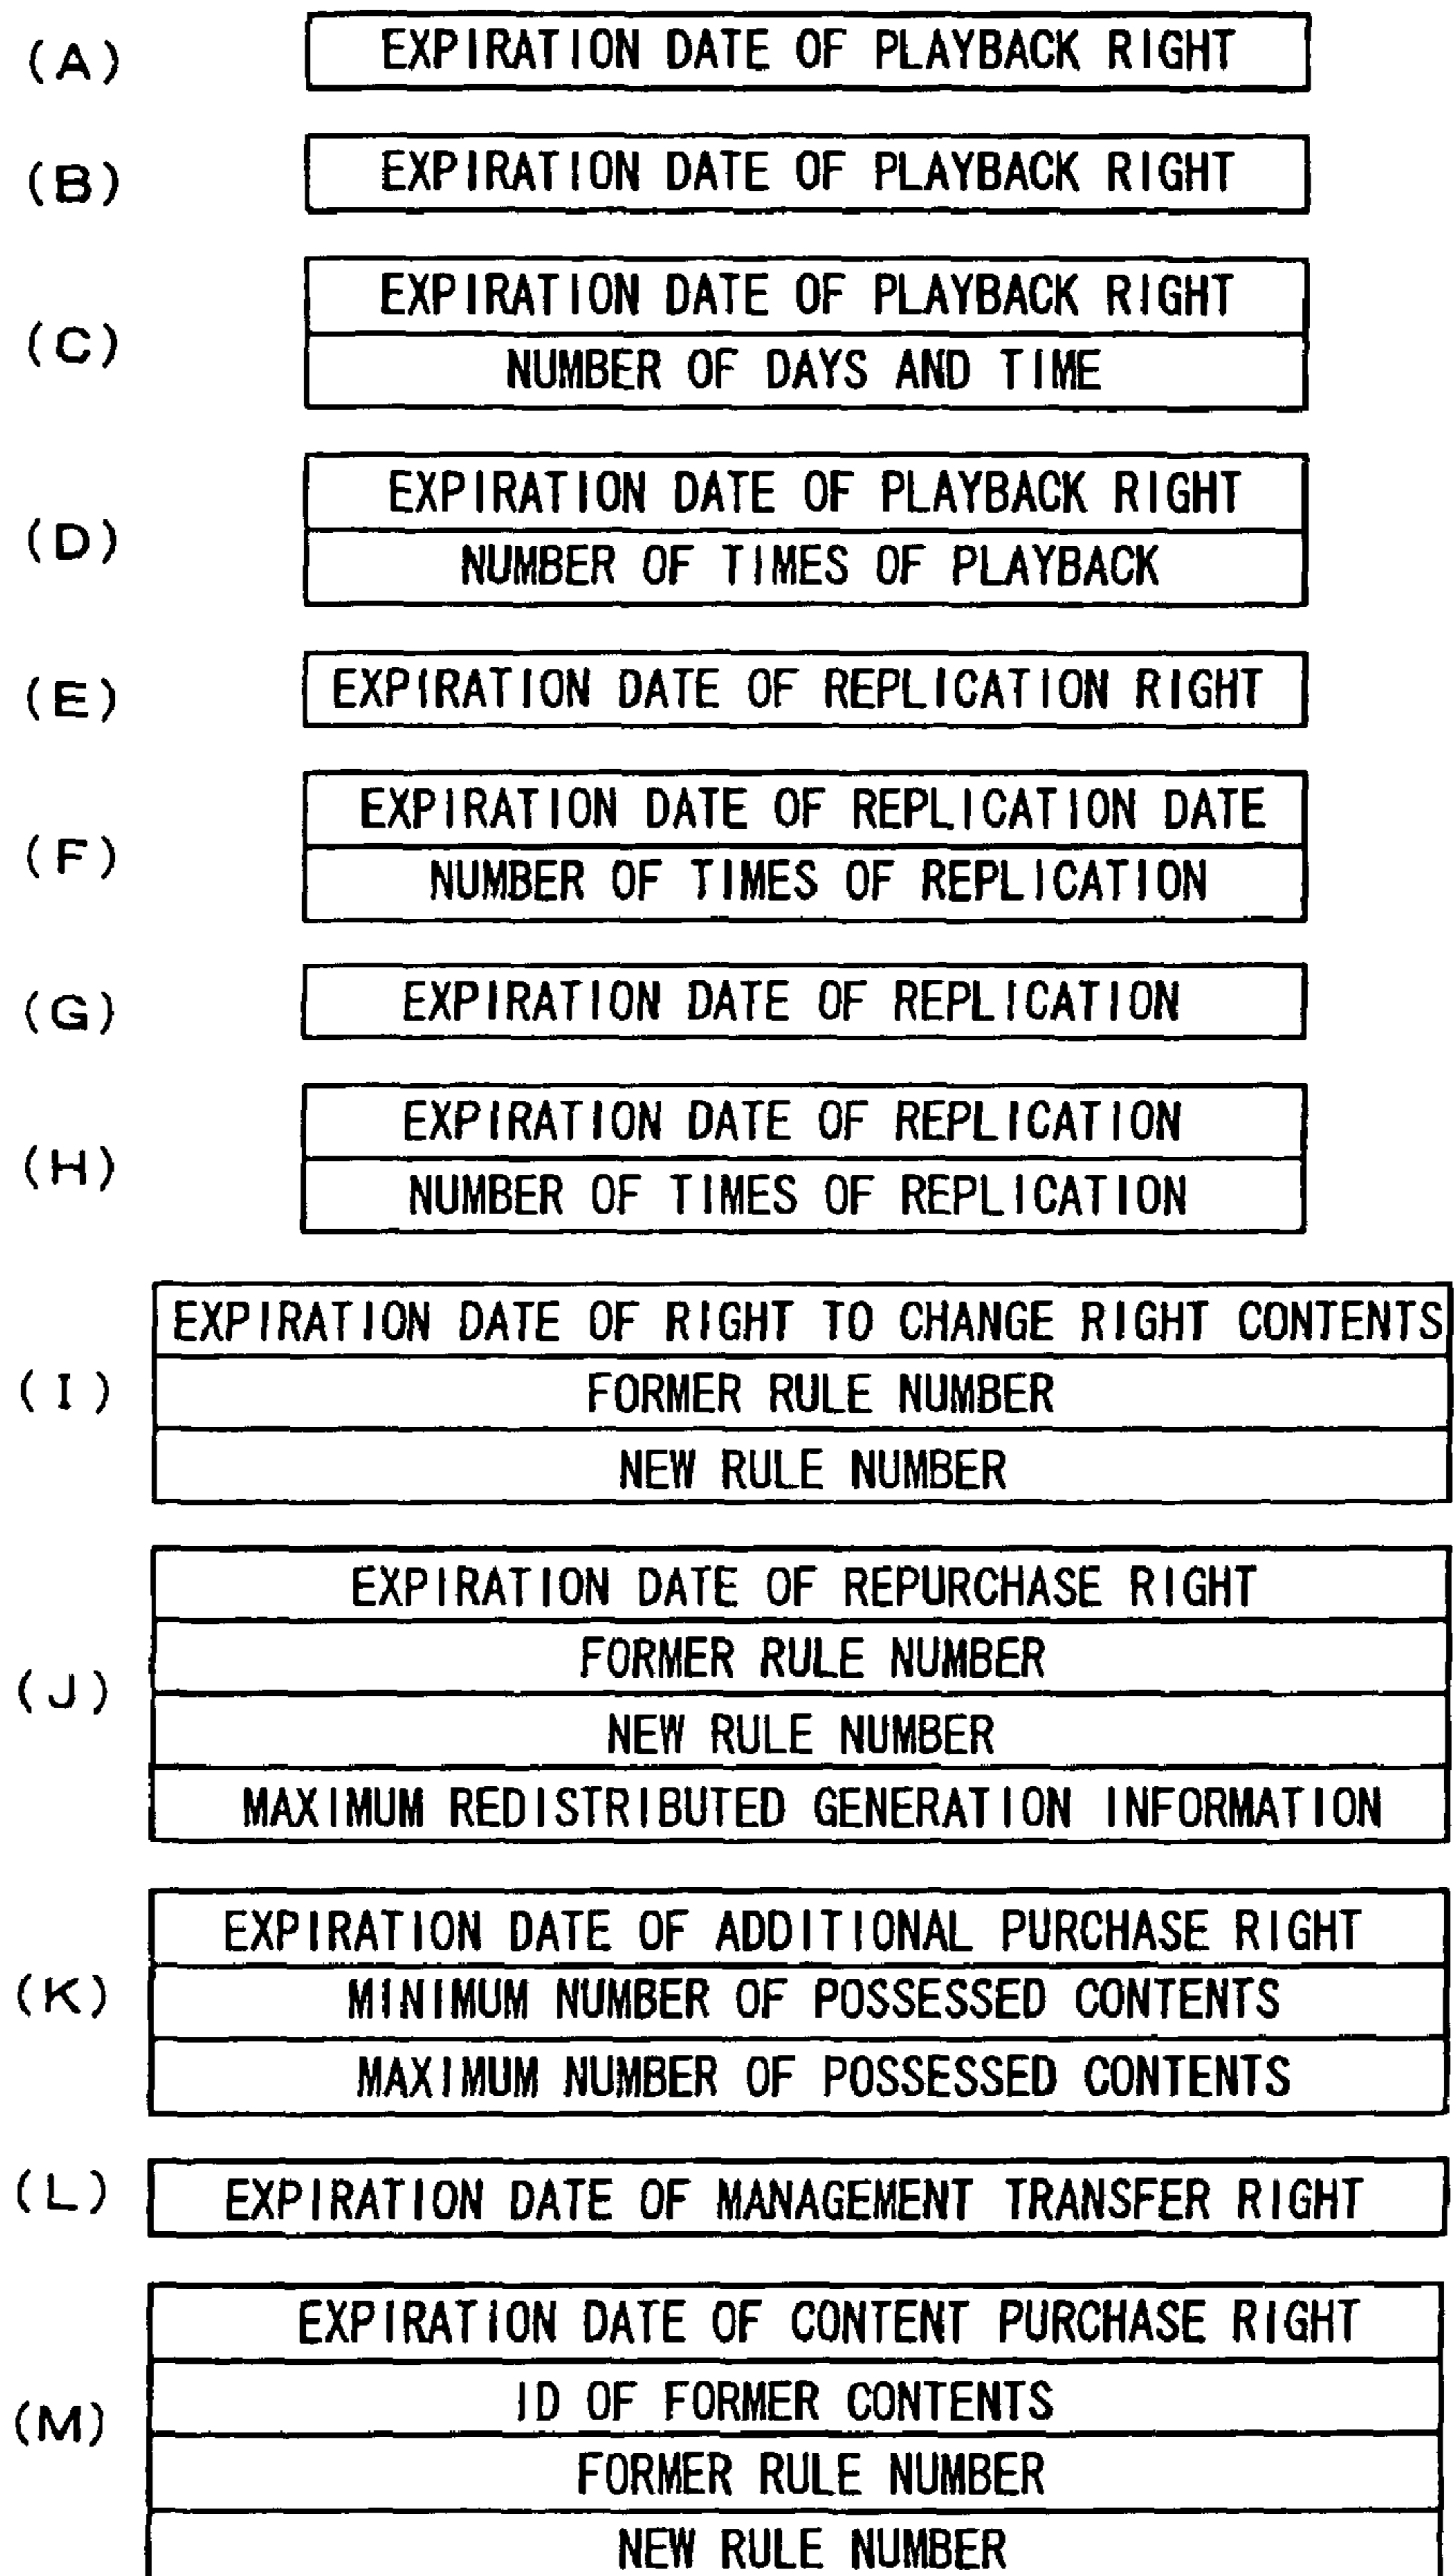 (A) EXPIRATION DATE OF PLAYBACK RIGHT
(B) EXPIRATION DATE OF PLAYBACK RIGHT
(C)
EXPIRATION DATE OF PLAYBACK RIGHT
NUMBER OF DAYS AND TIME
(D)
EXPIRATION DATE OF PLAYBACK RIGHT
NUMBER OF TIMES OF PLAYBACK
(E) EXPIRATION DATE OF REPLICATION RIGHT
(F)
EXPIRATION DATE OF REPLICATION DATE
NUMBER OF TIMES OF REPLICATION
(G) EXPIRATION DATE OF REPLICATION
(H)
EXPIRATION DATE OF REPLICATION
NUMBER OF TIMES OF REPLICATION
(I)
EXPIRATION DATE OF RIGHT TO CHANGE RIGHT CONTENTS
FORMER RULE NUMBER
NEW RULE NUMBER
(J)
EXPIRATION DATE OF REPURCHASE RIGHT
FORMER RULE NUMBER
NEW RULE NUMBER
MAXIMUM REDISTRIBUTED GENERATION INFORMATION
(K)
EXPIRATION DATE OF ADDITIONAL PURCHASE RIGHT
MINIMUM NUMBER OF POSSESSED CONTENTS
MAXIMUM NUMBER OF POSSESSED CONTENTS
(L) EXPIRATION DATE OF MANAGEMENT TRANSFER RIGHT
(M)
EXPIRATION DATE OF CONTENT PURCHASE RIGHT
ID OF FORMER CONTENTS
FORMER RULE NUMBER
NEW RULE NUMBER